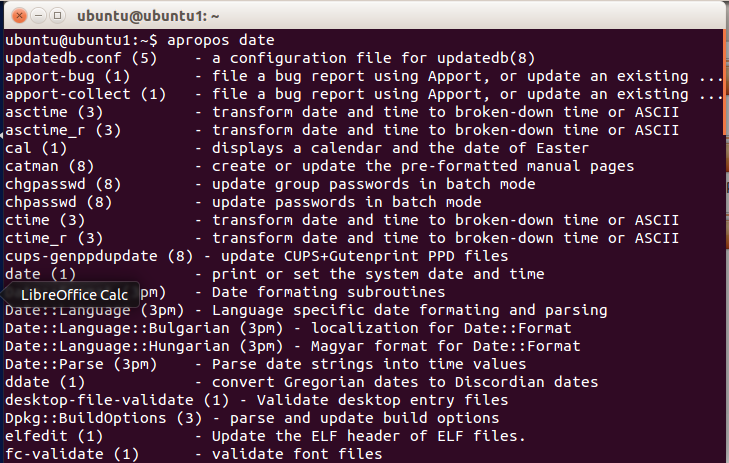 ubuntu@ubuntu1: ~
ubuntu@ubuntu1:~$ apropos date
updatedb.conf (5)    - a configuration file for updatedb(8)
apport-bug (1)       - file a bug report using Apport, or update an existing ...
apport-collect (1)   - file a bug report using Apport, or update an existing ...
asctime (3)          - transform date and time to broken-down time or ASCII
asctime_r (3)        - transform date and time to broken-down time or ASCII
cal (1)              - displays a calendar and the date of Easter
catman (8)           - create or update the pre-formatted manual pages
chgpasswd (8)        - update group passwords in batch mode
chpasswd (8)         - update passwords in batch mode
ctime (3)            - transform date and time to broken-down time or ASCII
ctime_r (3)          - transform date and time to broken-down time or ASCII
cups-genppdupdate (8) - update CUPS+Gutenprint PPD files
date (1)             - print or set the system date and time
LibreOffice Calc
pm)    - Date formating subroutines
Date::Language (3pm) - Language specific date formating and parsing
Date::Language::Bulgarian (3pm) - localization for Date::Format
Date::Language::Hungarian (3pm) - Magyar format for Date::Format
Date::Parse (3pm)    - Parse date strings into time values
ddate (1)            - convert Gregorian dates to Discordian dates
desktop-file-validate (1) - Validate desktop entry files
Dpkg::BuildOptions (3) - parse and update build options
elfedit (1)          - Update the ELF header of ELF files.
fc-validate (1)      - validate font files